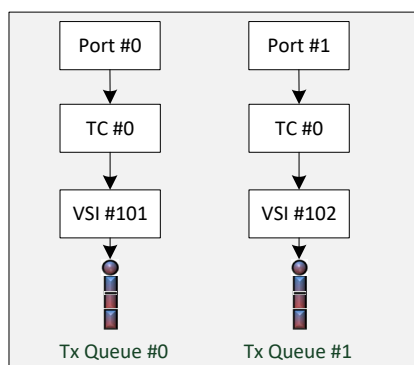 Port #0
Port #1
TC #0
TC #0
VSI #101
VSI #102
Tx Queue #0
Tx Queue #1